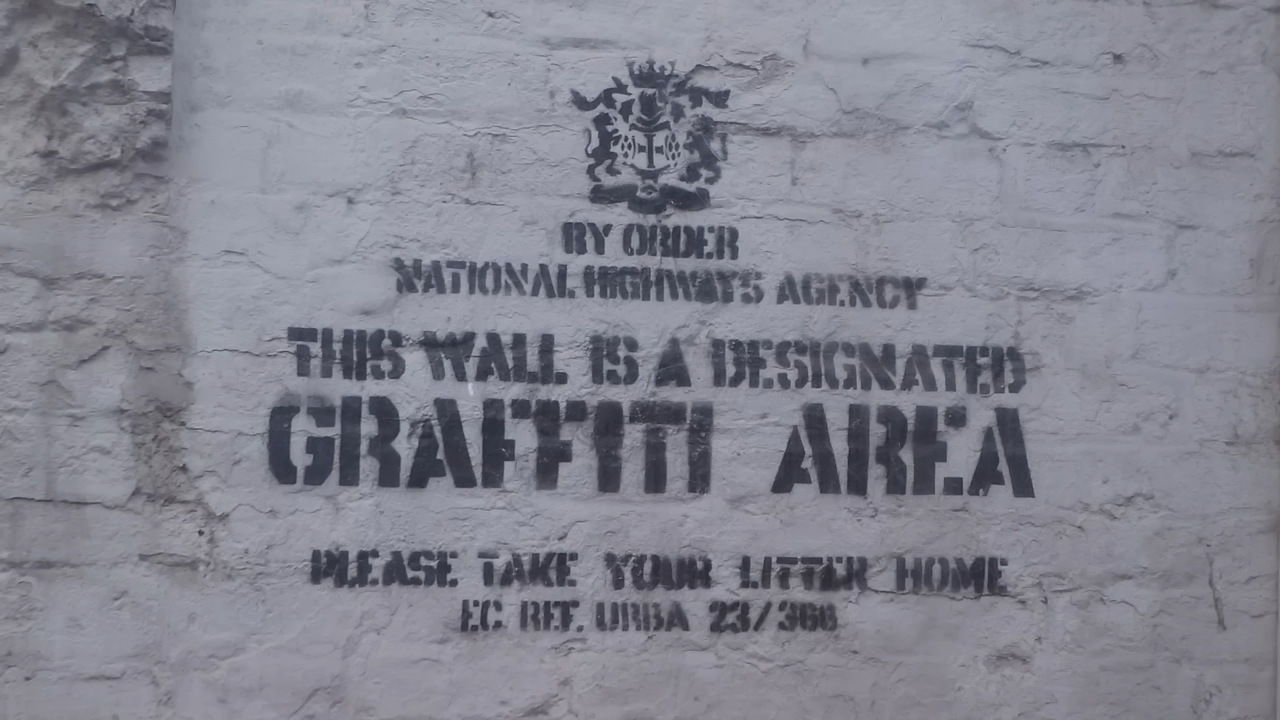 BY ORDER
NATIONAL HIGHWAYS AGENCY
THIS WALL IS A DESIGNATED
GRAFFITI AREA
PLEASE TAKE YOUR LITTER HOME
EC REF. URBA 23/366